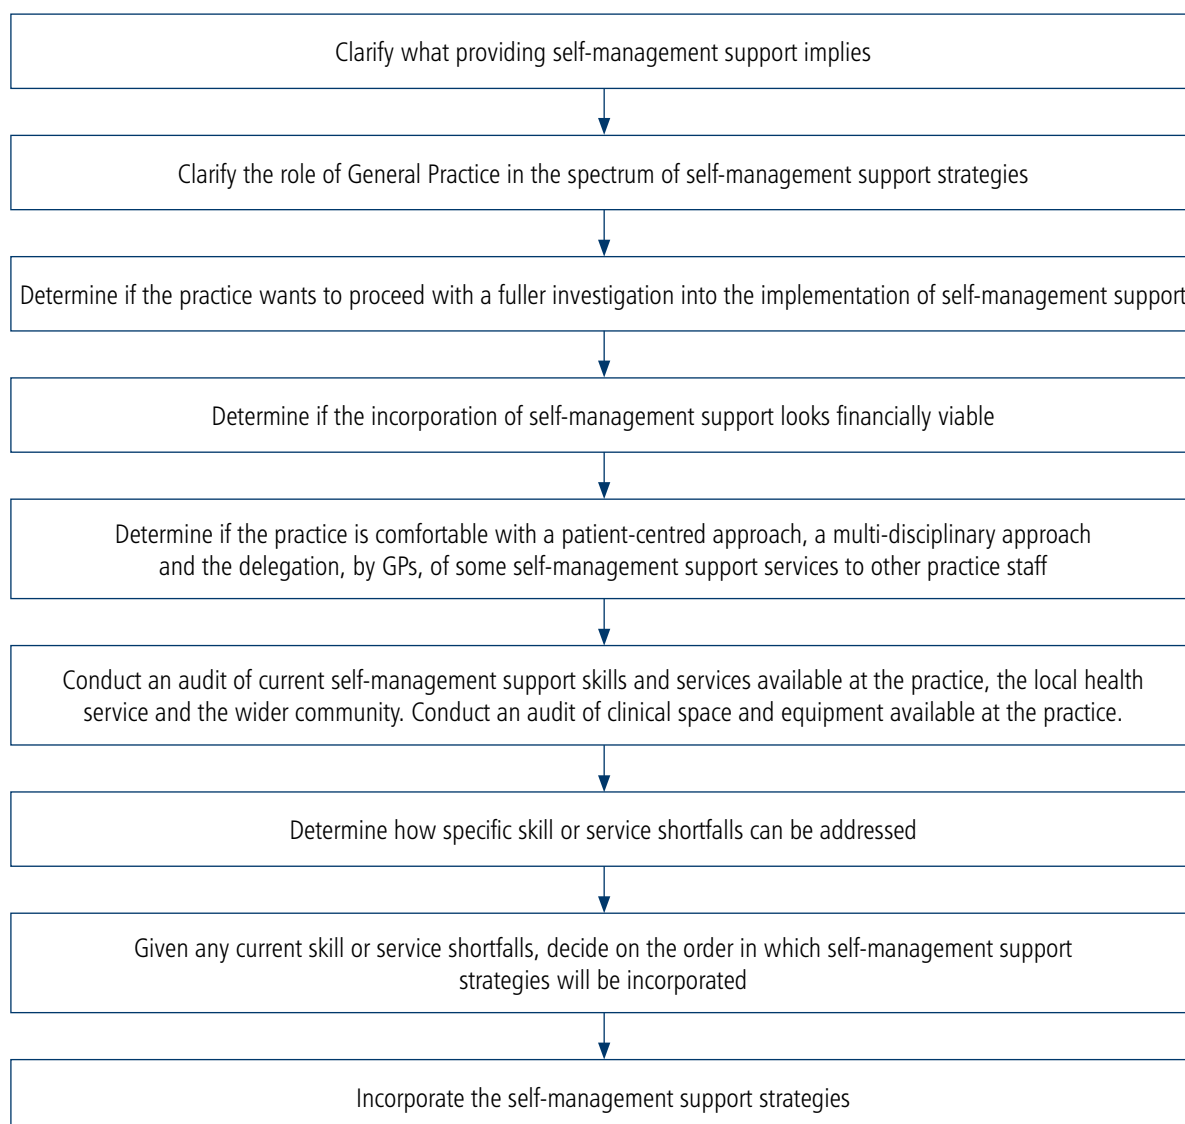 Clarify what providing self-management support implies
Clarify the role of General Practice in the spectrum of self-management support strategies
Determine if the practice wants to proceed with a fuller investigation into the implementation of self-management support
Determine if the incorporation of self-management support looks financially viable
Determine if the practice is comfortable with a patient-centred approach, a multi-disciplinary approach
and the delegation, by GPs, of some self-management support services to other practice staff
Conduct an audit of current self-management support skills and services available at the practice, the local health
service and the wider community. Conduct an audit of clinical space and equipment available at the practice.
Determine how specific skill or service shortfalls can be addressed
Given any current skill or service shortfalls, decide on the order in which self-management support
strategies will be incorporated
Incorporate the self-management support strategies